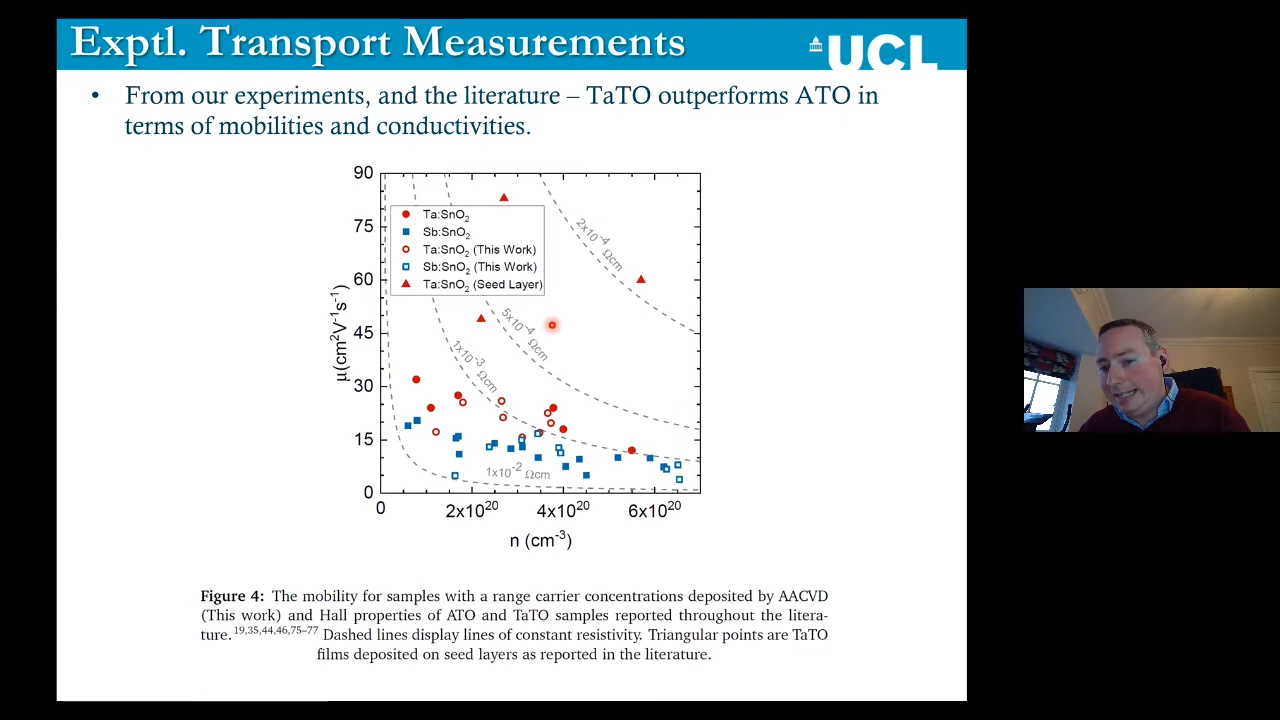 Exptl. Transport Measurements
UCL
• From our experiments, and the literature – TaTO outperforms ATO in
terms of mobilities and conductivities.
90
75
60
45
30
15
0
μ(cm²V⁻¹s⁻¹)
Ta:SnO₂
Sb:SnO₂
Ta:SnO₂ (This Work)
Sb:SnO₂ (This Work)
Ta:SnO₂ (Seed Layer)
2x10⁻⁴ Ωcm
5x10⁻⁴ Ωcm
1x10⁻³ Ωcm
1x10⁻² Ωcm
0
2x10²⁰
4x10²⁰
6x10²⁰
n (cm⁻³)
Figure 4: The mobility for samples with a range carrier concentrations deposited by AACVD
(This work) and Hall properties of ATO and TaTO samples reported throughout the litera-
ture.¹⁹,³⁵,⁴⁴,⁴⁶,⁷⁵⁻⁷⁷ Dashed lines display lines of constant resistivity. Triangular points are TaTO
films deposited on seed layers as reported in the literature.